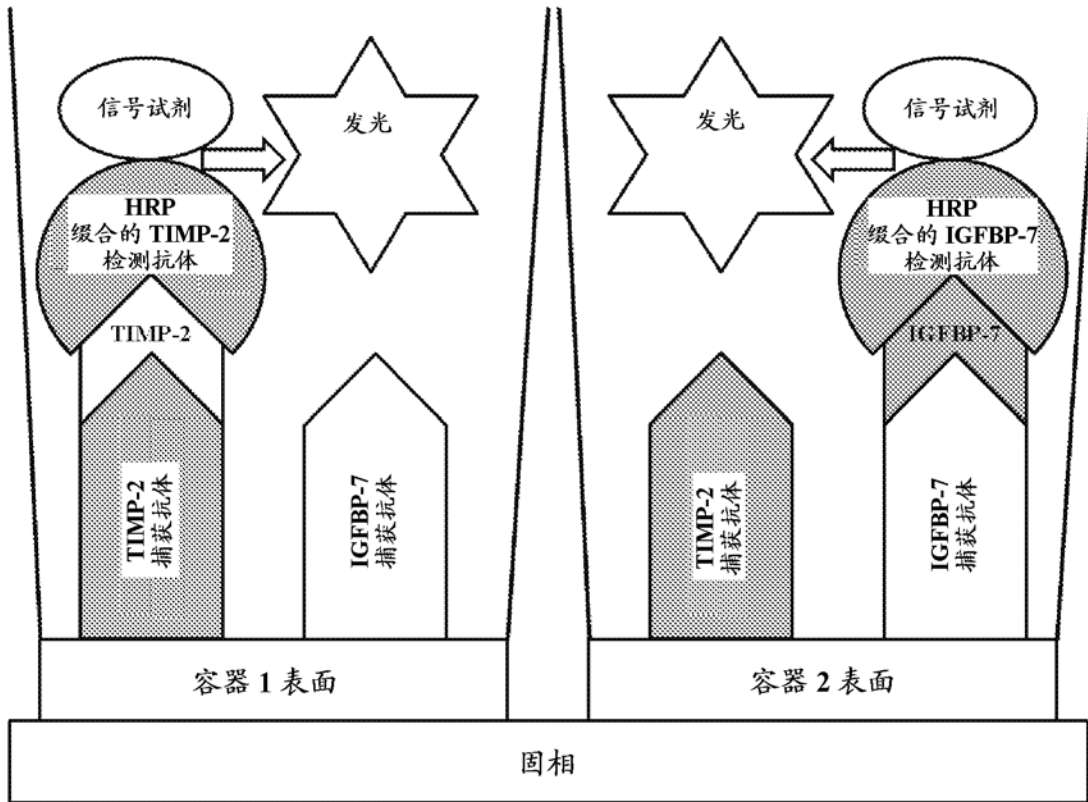 信号试剂
发光
HRP
缀合的 TIMP-2
检测抗体
TIMP-2
TIMP-2
捕获抗体
IGFBP-7
捕获抗体
容器 1 表面
发光
信号试剂
HRP
缀合的 IGFBP-7
检测抗体
IGFBP-7
TIMP-2
捕获抗体
IGFBP-7
捕获抗体
容器 2 表面
固相